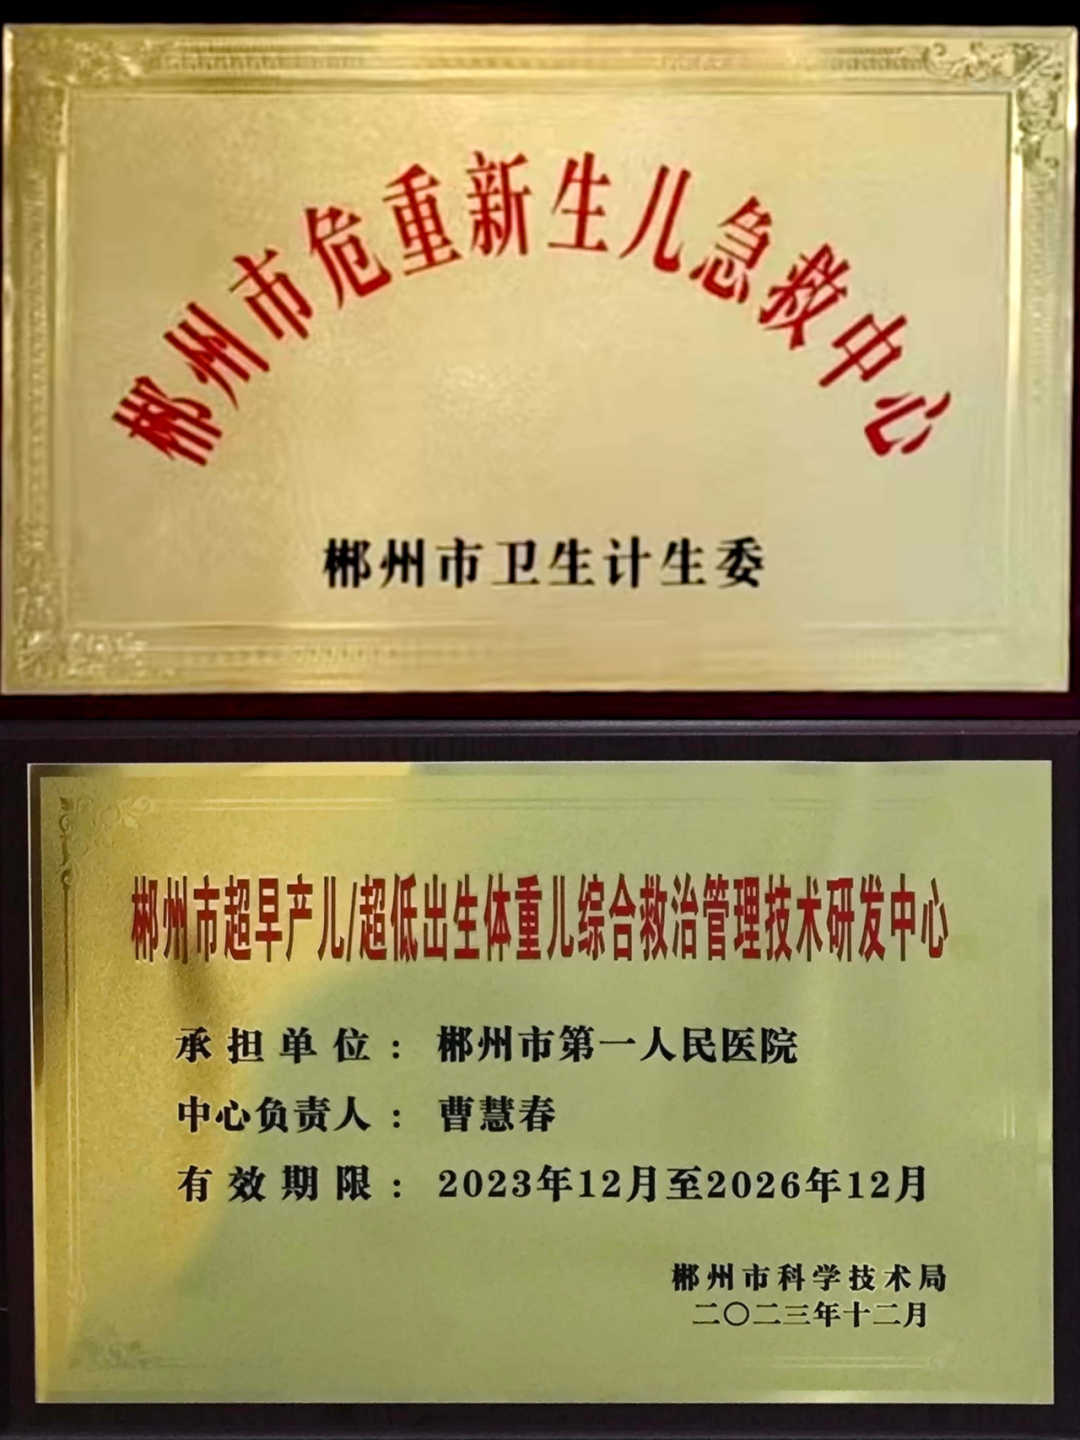 郴州市危重新生儿急救中心
郴州市卫生计生委
郴州市超早产儿/超低出生体重儿综合救治管理技术研发中心
承担单位：郴州市第一人民医院
中心负责人：曹慧春
有效期限：2023年12月至2026年12月
郴州市科学技术局
二〇二三年十二月